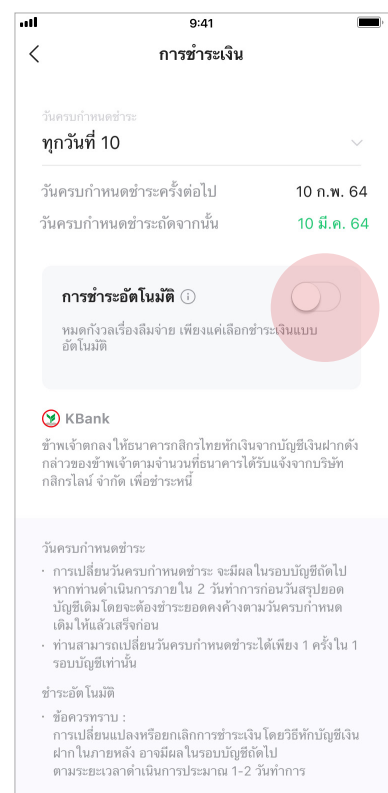 9:41
การชำระเงิน
วันครบกำหนดชำระ
ทุกวันที่ 10
วันครบกำหนดชำระครั้งต่อไป 10 ก.พ. 64
วันครบกำหนดชำระถัดจากนั้น 10 มี.ค. 64
การชำระอัตโนมัติ
หมดกังวลเรื่องลืมจ่าย เพียงแค่เลือกชำระเงินแบบ
อัตโนมัติ
KBank
ข้าพเจ้าตกลงให้ธนาคารกสิกรไทยหักเงินจากบัญชีเงินฝากดัง
กล่าวของข้าพเจ้าตามจำนวนที่ธนาคารได้รับแจ้งจากบริษัท
กสิกรไลน์ จำกัด เพื่อชำระหนี้
วันครบกำหนดชำระ
· การเปลี่ยนวันครบกำหนดชำระ จะมีผลในรอบบัญชีถัดไป
หากท่านดำเนินการภายใน 2 วันทำการก่อนวันสรุปยอด
บัญชีเดิมโดยจะต้องชำระยอดคงค้างตามวันครบกำหนด
เดิมให้แล้วเสร็จก่อน
· ท่านสามารถเปลี่ยนวันครบกำหนดชำระได้เพียง 1 ครั้งใน 1
รอบบัญชีเท่านั้น
ชำระอัตโนมัติ
· ข้อควรทราบ :
การเปลี่ยนแปลงหรือยกเลิกการชำระเงินโดยวิธีหักบัญชีเงิน
ฝากในภายหลัง อาจมีผลในรอบบัญชีถัดไป
ตามระยะเวลาดำเนินการประมาณ 1-2 วันทำการ